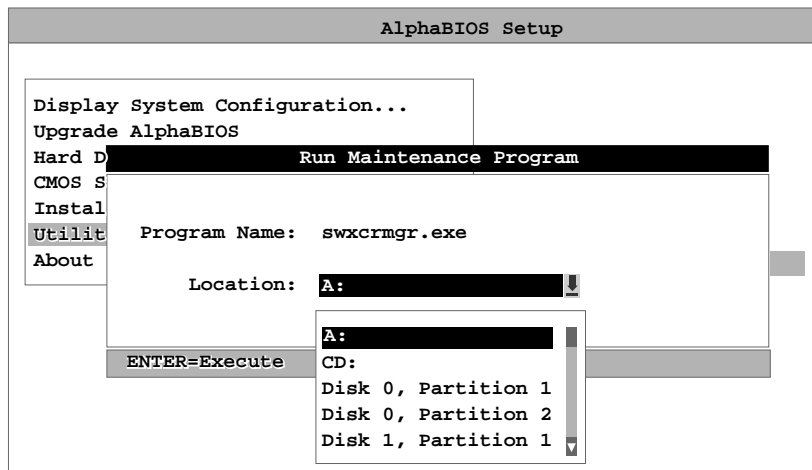 AlphaBIOS Setup
Display System Configuration...
Upgrade AlphaBIOS
Hard D
CMOS S
Instal
Utilit
About
Run Maintenance Program
Program Name: swxcrmgr.exe
Location: A:
A:
CD:
Disk 0, Partition 1
Disk 0, Partition 2
Disk 1, Partition 1
ENTER=Execute